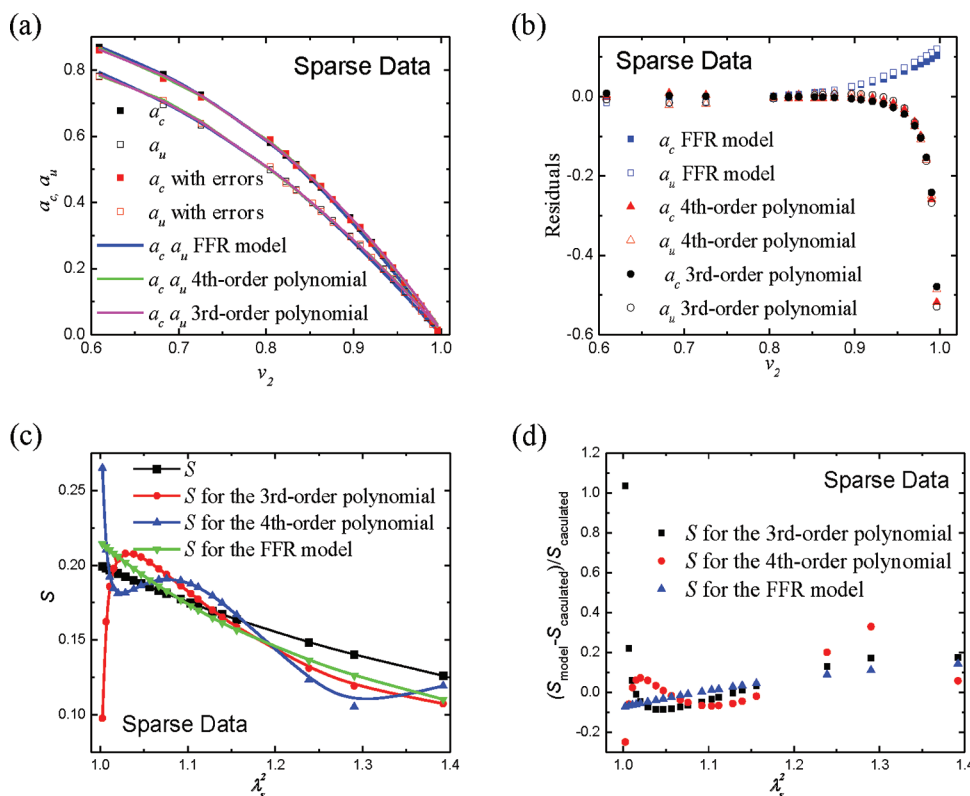 (a)
Sparse Data
a_c, a_u
0.8
0.6
0.4
0.2
0.0
0.6 0.7 0.8 0.9 1.0
v_2
a_c
a_u
a_c with errors
a_u with errors
a_c a_u FFR model
a_c a_u 4th-order polynomial
a_c a_u 3rd-order polynomial
(b)
Sparse Data
Residuals
0.0
-0.2
-0.4
-0.6
0.6 0.7 0.8 0.9 1.0
v_2
a_c FFR model
a_u FFR model
a_c 4th-order polynomial
a_u 4th-order polynomial
a_c 3rd-order polynomial
a_u 3rd-order polynomial
(c)
S
0.25
0.20
0.15
0.10
1.0 1.1 1.2 1.3 1.4
S
S for the 3rd-order polynomial
S for the 4th-order polynomial
S for the FFR model
Sparse Data
(d)
(S_model-S_caculated)/S_caculated
1.2
1.0
0.8
0.6
0.4
0.2
0.0
-0.2
1.0 1.1 1.2 1.3 1.4
Sparse Data
S for the 3rd-order polynomial
S for the 4th-order polynomial
S for the FFR model